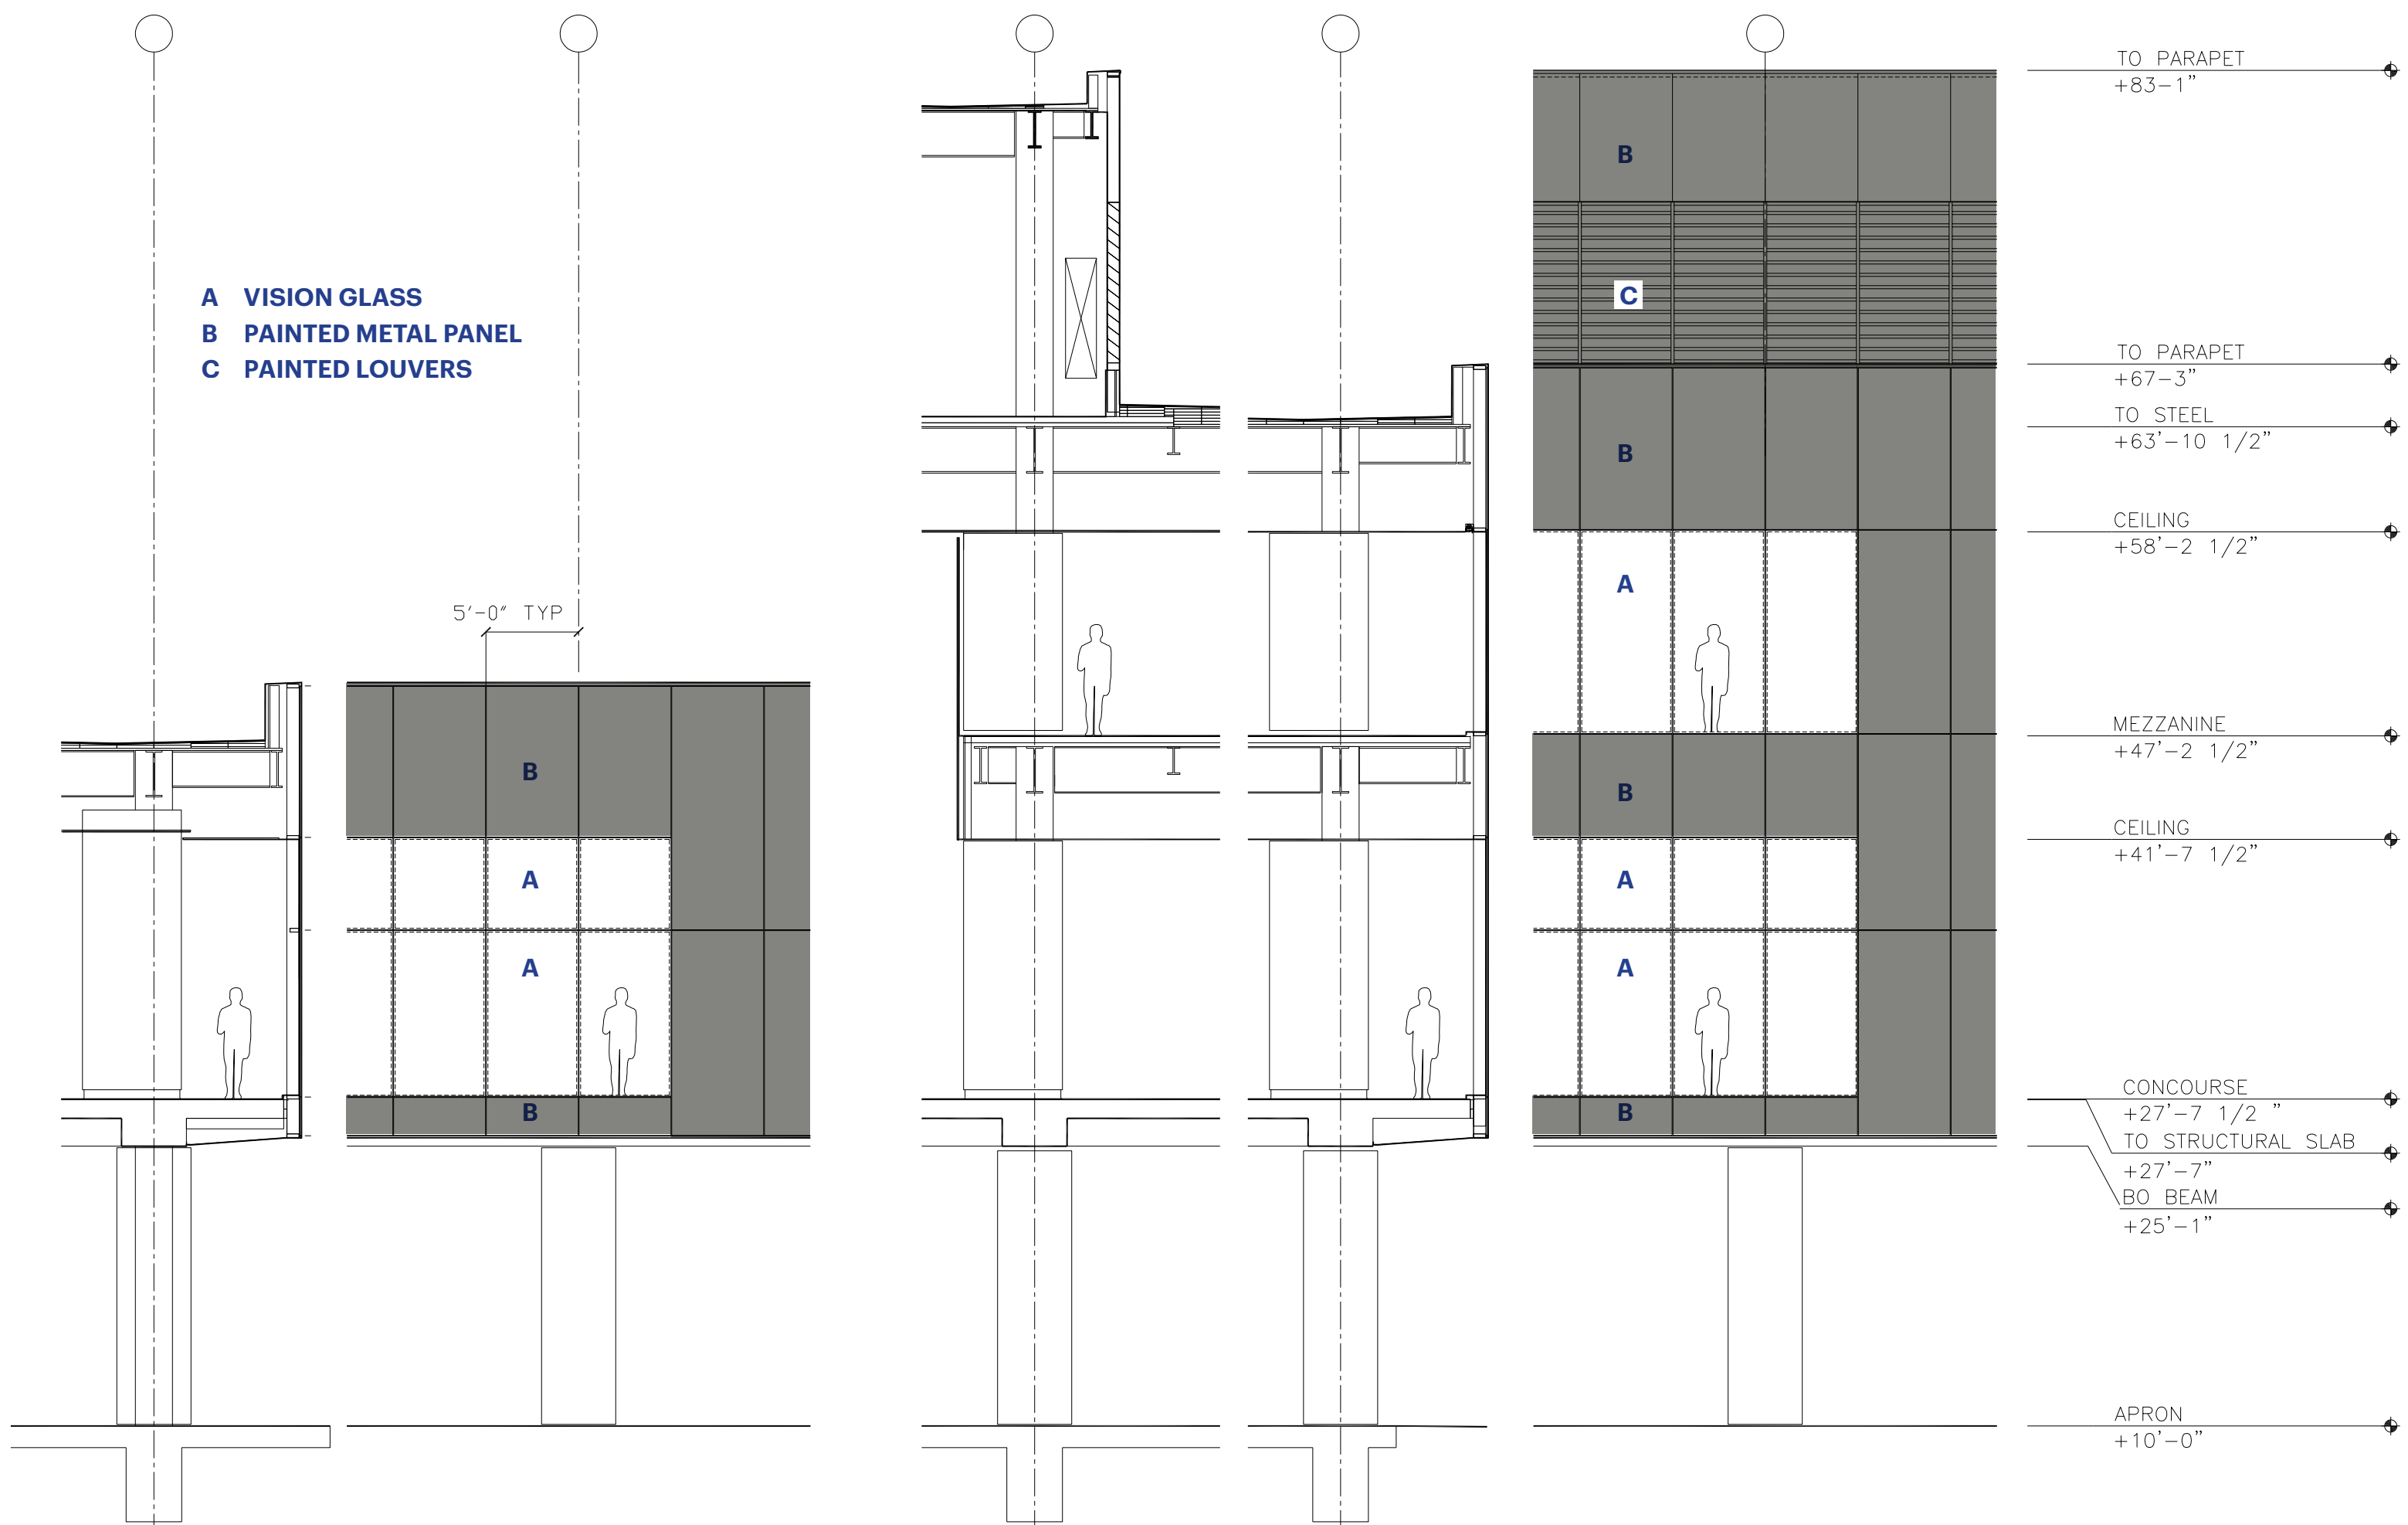 A VISION GLASS
B PAINTED METAL PANEL
C PAINTED LOUVERS
5'-0" TYP
B
A
A
B
B
C
B
A
B
A
A
B
TO PARAPET
+83-1"
TO PARAPET
+67-3"
TO STEEL
+63'-10 1/2"
CEILING
+58'-2 1/2"
MEZZANINE
+47'-2 1/2"
CEILING
+41'-7 1/2"
CONCOURSE
+27'-7 1/2 "
TO STRUCTURAL SLAB
+27'-7"
BO BEAM
+25'-1"
APRON
+10'-0"